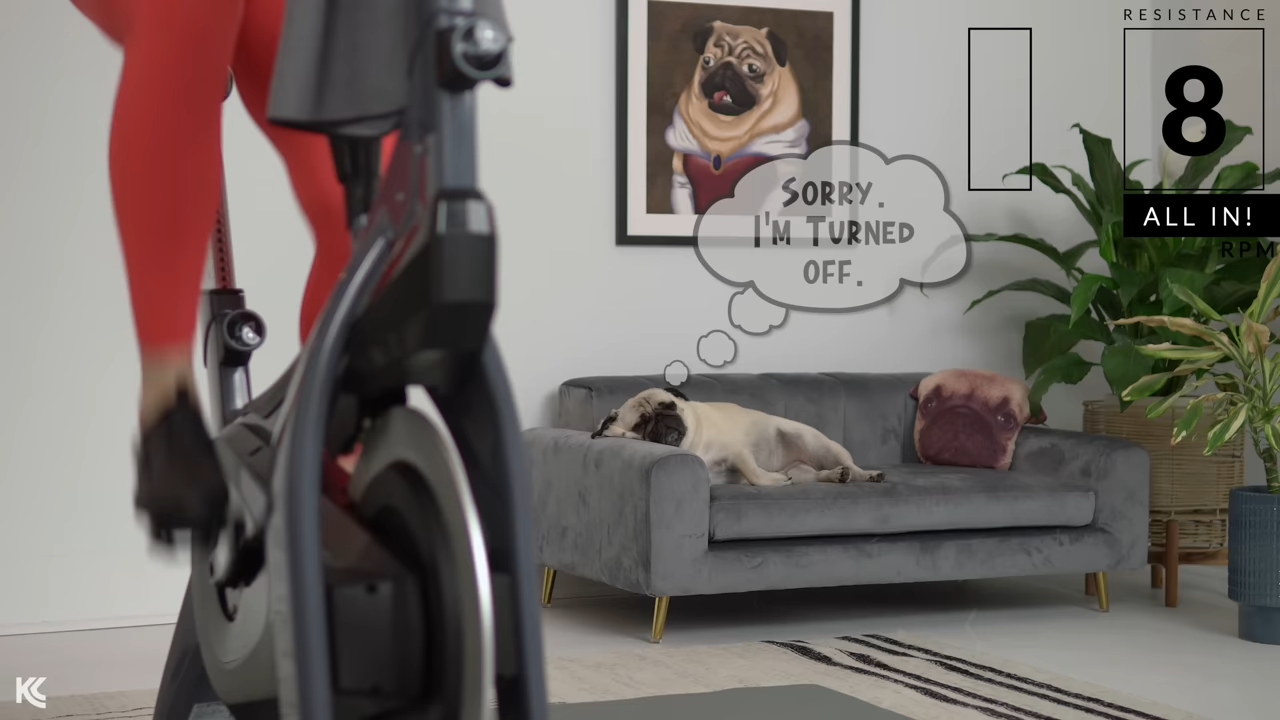 RESISTANCE
8
ALL IN!
RPM
SORRY.
I'M TURNED
OFF.
KC